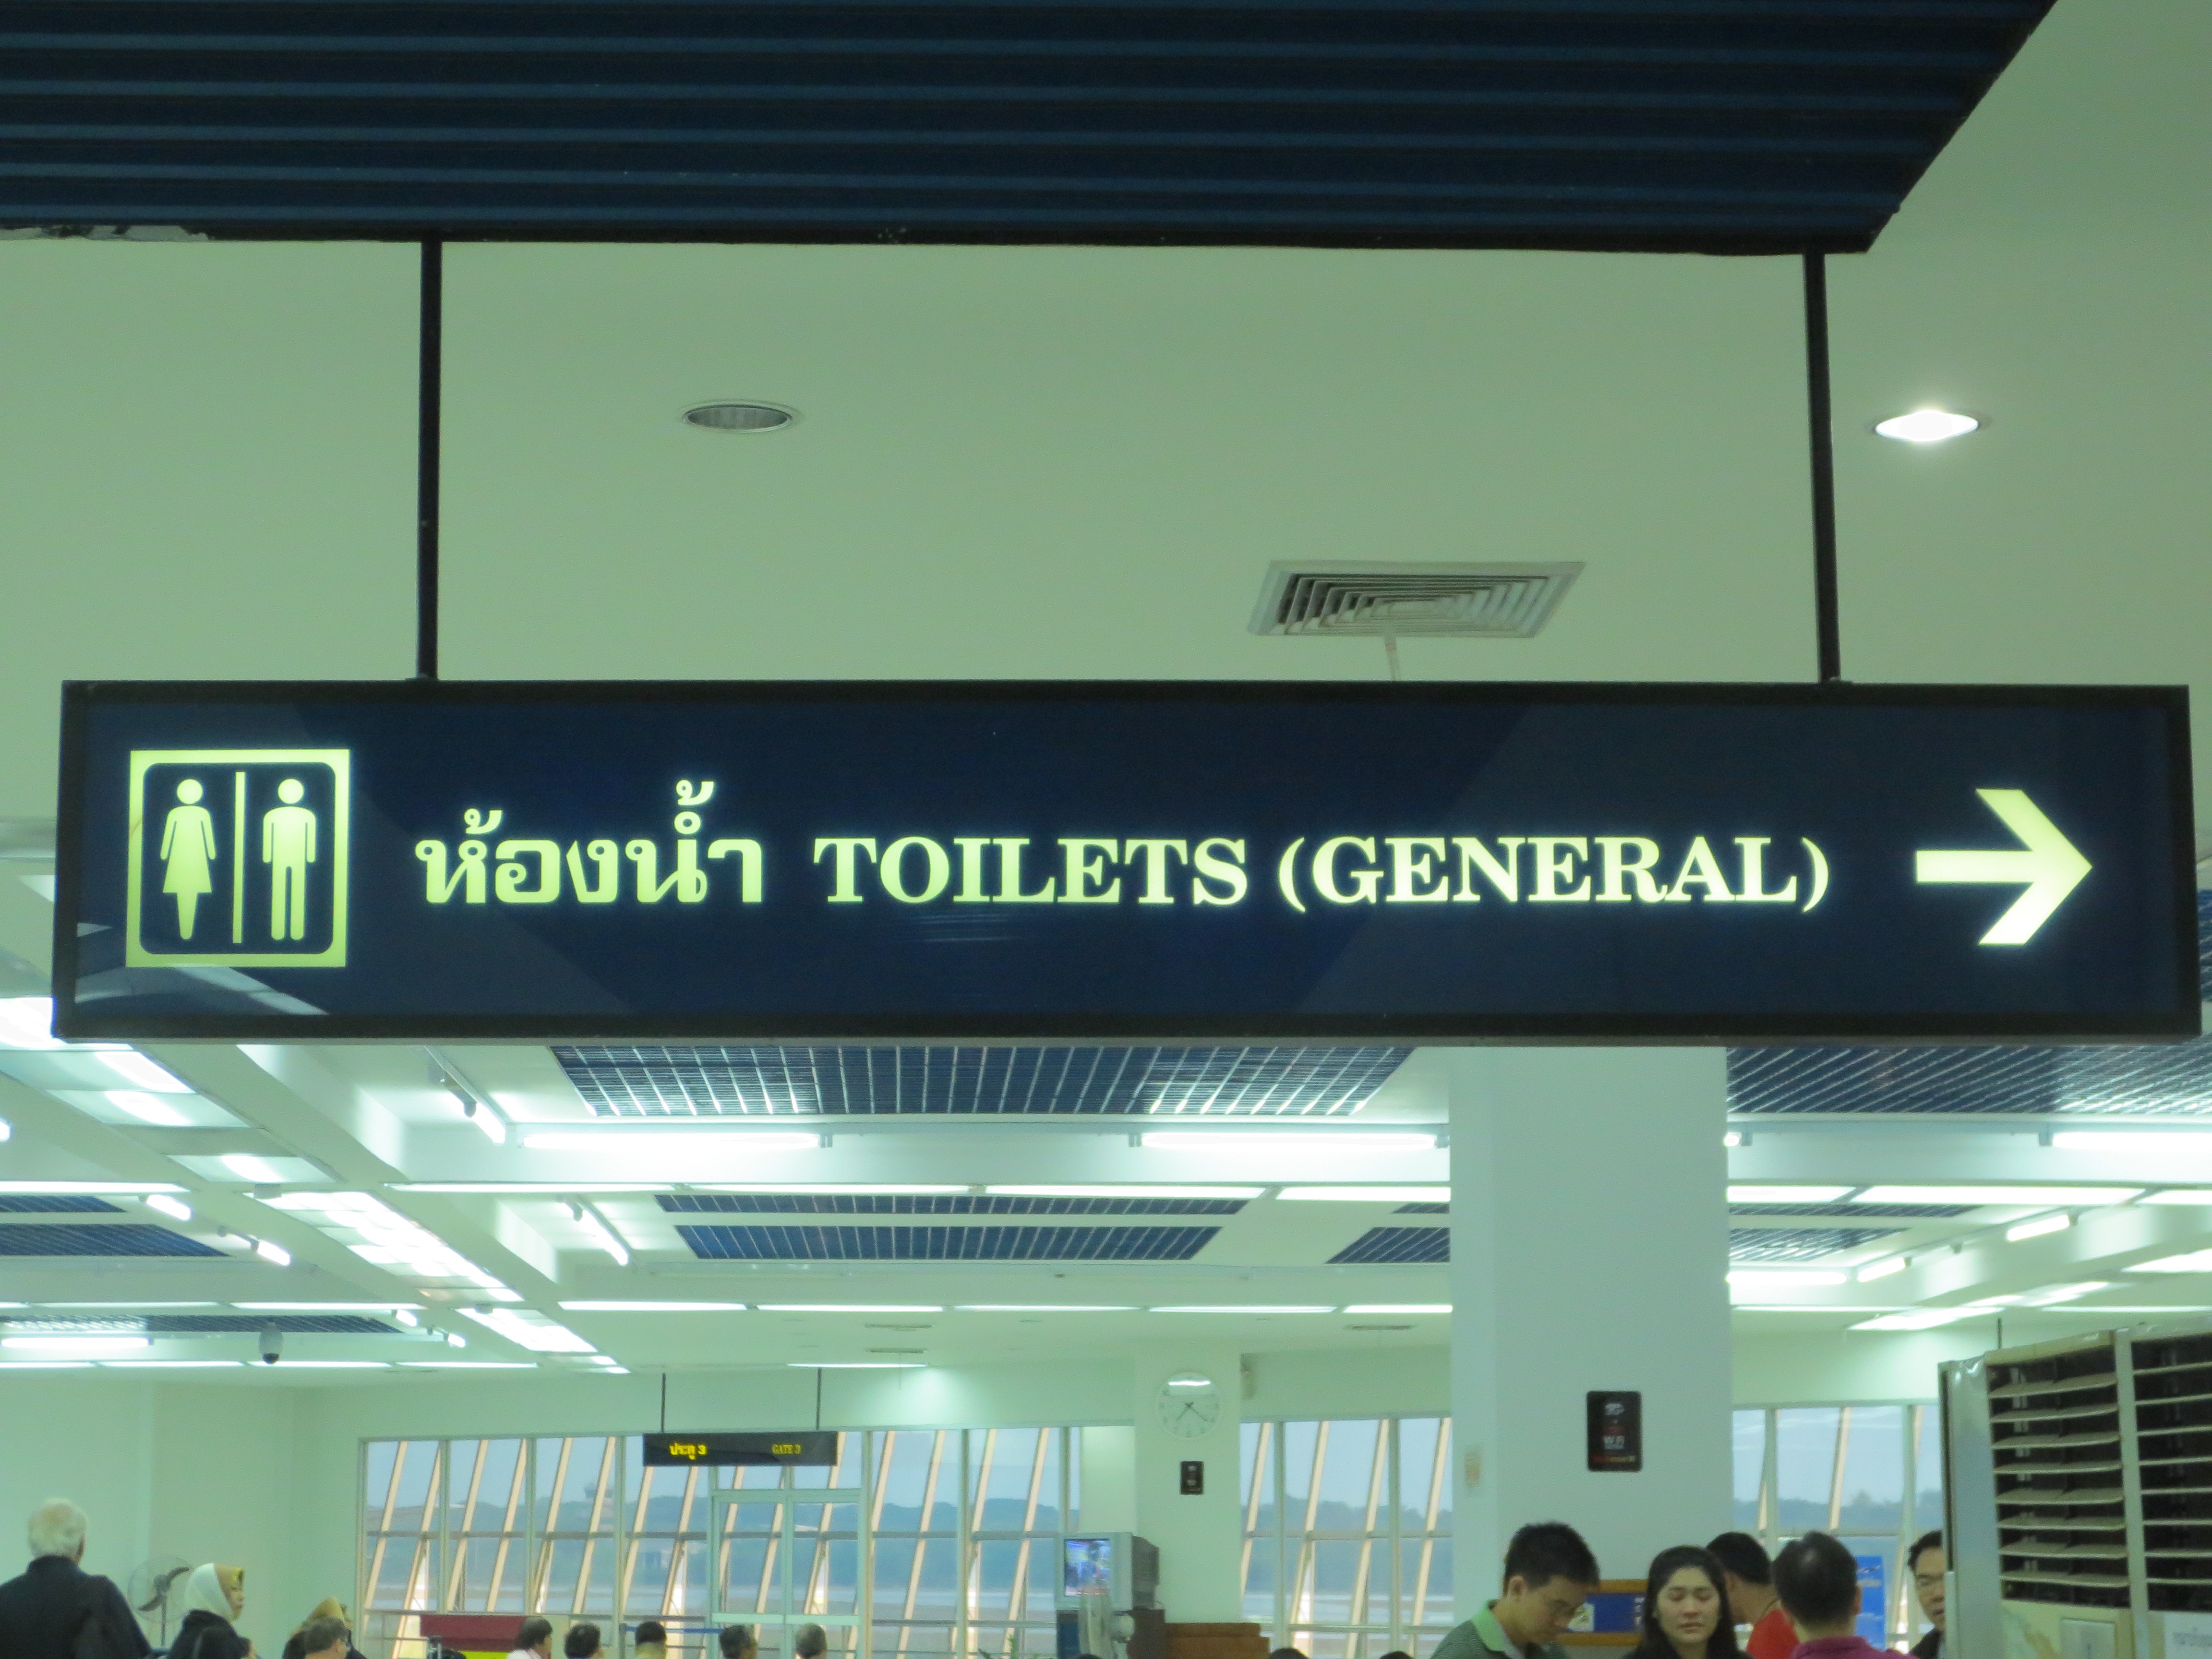 ห้องน้ำ TOILETS (GENERAL)
ประตู 3 GATE 3